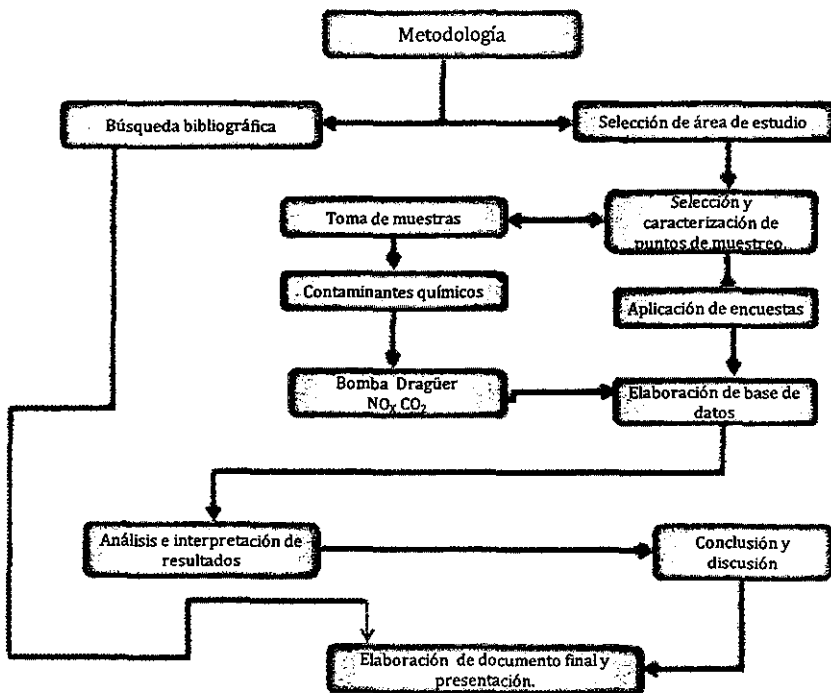 Metodología
Búsqueda bibliográfica
Selección de área de estudio
Toma de muestras
Selección y
caracterización de
puntos de muestreo.
Contaminantes químicos
Aplicación de encuestas
Bomba Dragüer
NOX CO2
Elaboración de base de
datos
Análisis e interpretación de
resultados
Conclusión y
discusión
Elaboración de documento final y
presentación.